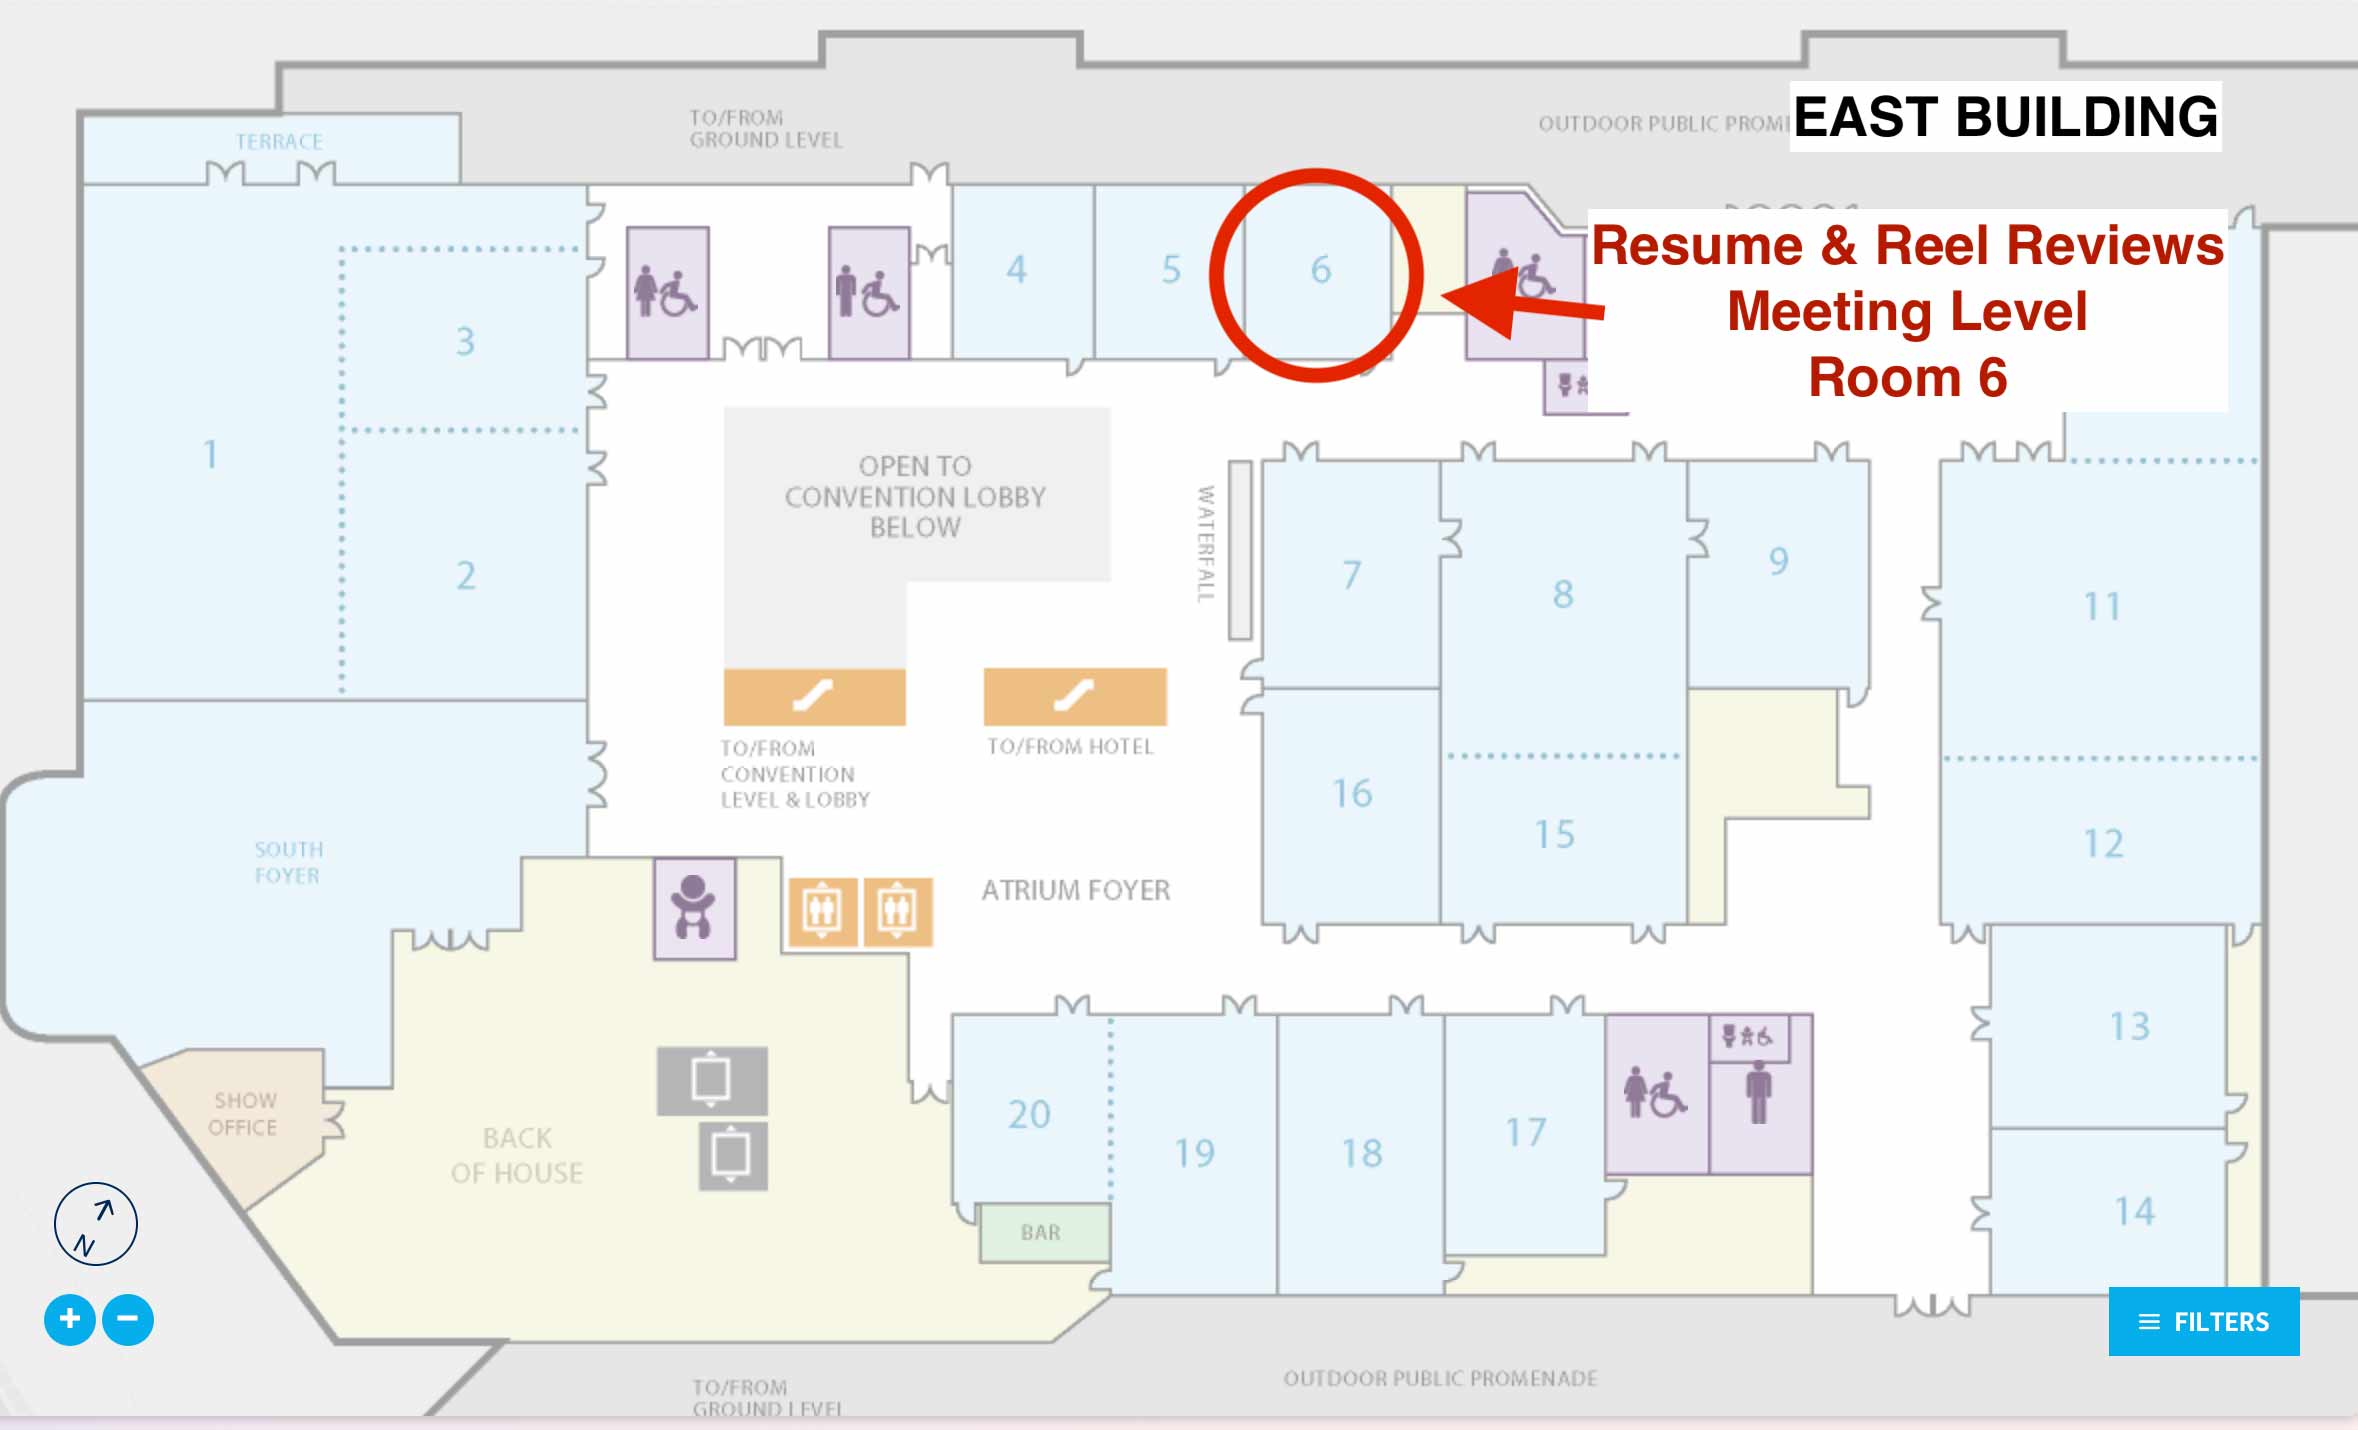 TO/FROM
GROUND LEVEL
OUTDOOR PUBLIC
EAST BUILDING
TERRACE
Resume & Reel Reviews
Meeting Level
Room 6
4
5
6
3
1
2
OPEN TO
CONVENTION LOBBY
BELOW
WATERFALL
7
8
9
11
TO/FROM
CONVENTION
LEVEL & LOBBY
TO/FROM HOTEL
16
15
12
SOUTH
FOYER
ATRIUM FOYER
13
SHOW
OFFICE
BACK
OF HOUSE
20
19
18
17
14
BAR
N
FILTERS
OUTDOOR PUBLIC PROMENADE
TO/FROM
GROUND LEVEL